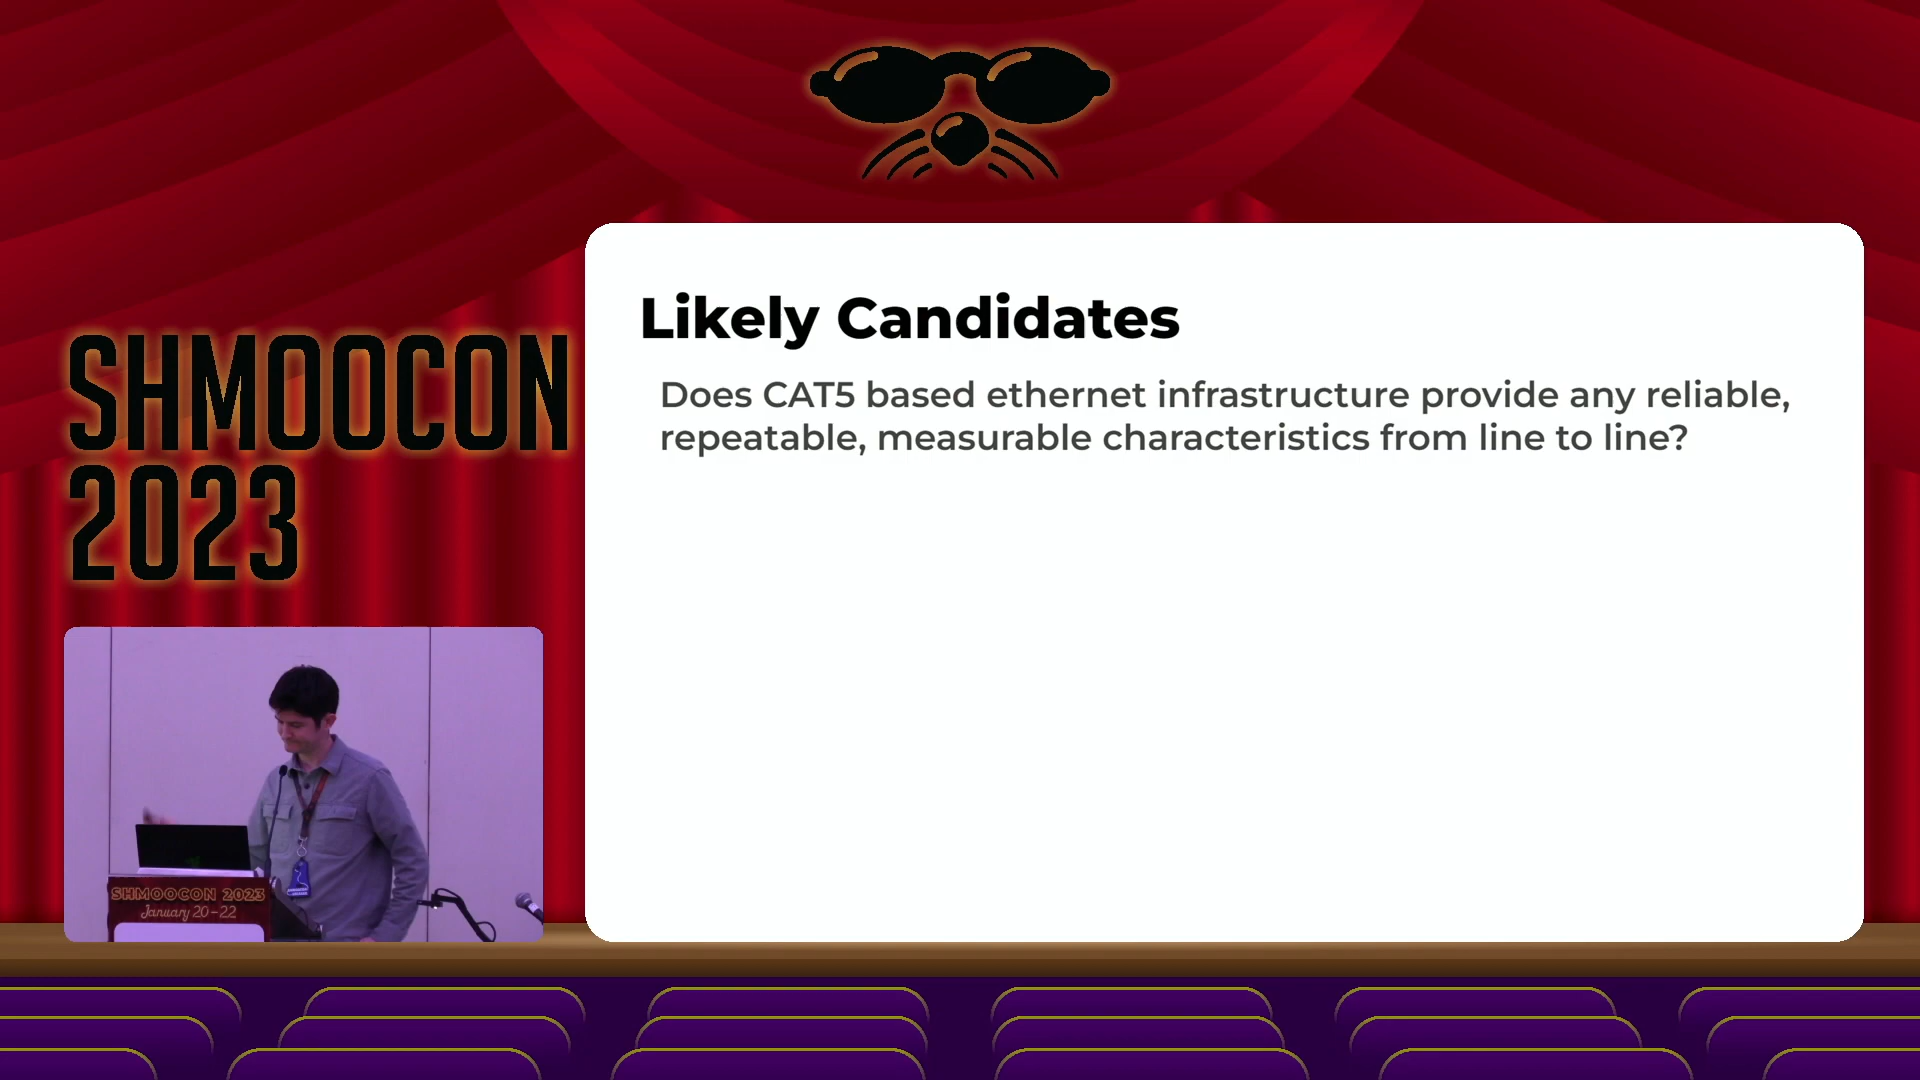 SHMOOCON
2023
Likely Candidates
Does CAT5 based ethernet infrastructure provide any reliable,
repeatable, measurable characteristics from line to line?
SHMOOCON 2023
January 20-22